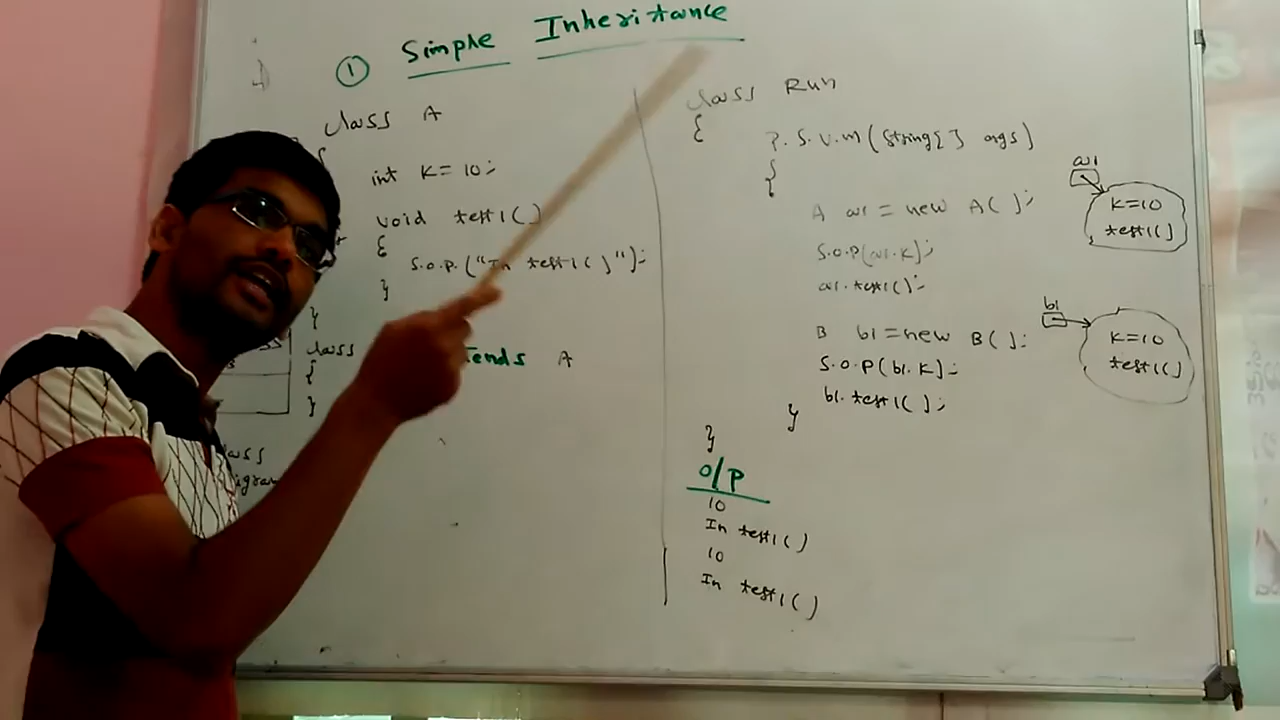 ① Simple Inheritance
class A
{
int K = 10;
void test1()
{
S.O.P.("In test1()");
}
}
class
tends A
{
}
class Run
{
P.S.V.M(String[] args)
{
A a1 = new A();
S.O.P(a1.K);
a1.test1();
B b1 = new B();
S.O.P(b1.K);
b1.test1();
}
}
O/P
10
In test1()
10
In test1()
a1
K=10
test1()
b1
K=10
test1()